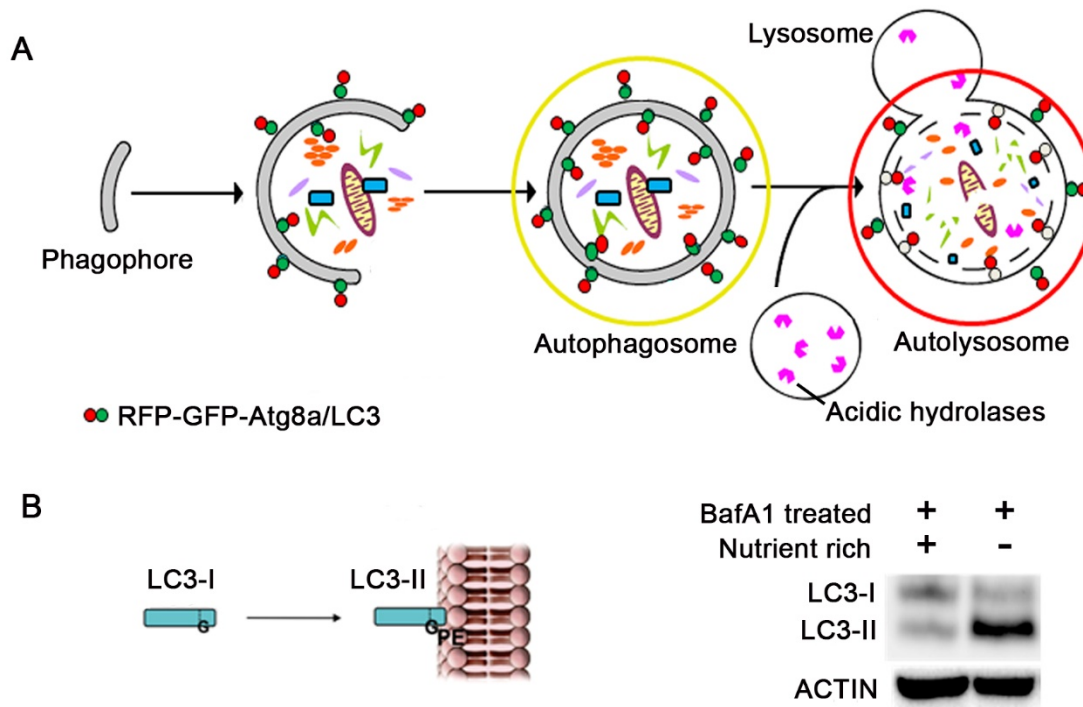 A
Lysosome
Phagophore
Autophagosome
Autolysosome
Acidic hydrolases
RFP-GFP-Atg8a/LC3
B
LC3-I
LC3-II
G
G
PE
BafA1 treated + +
Nutrient rich + -
LC3-I
LC3-II
ACTIN